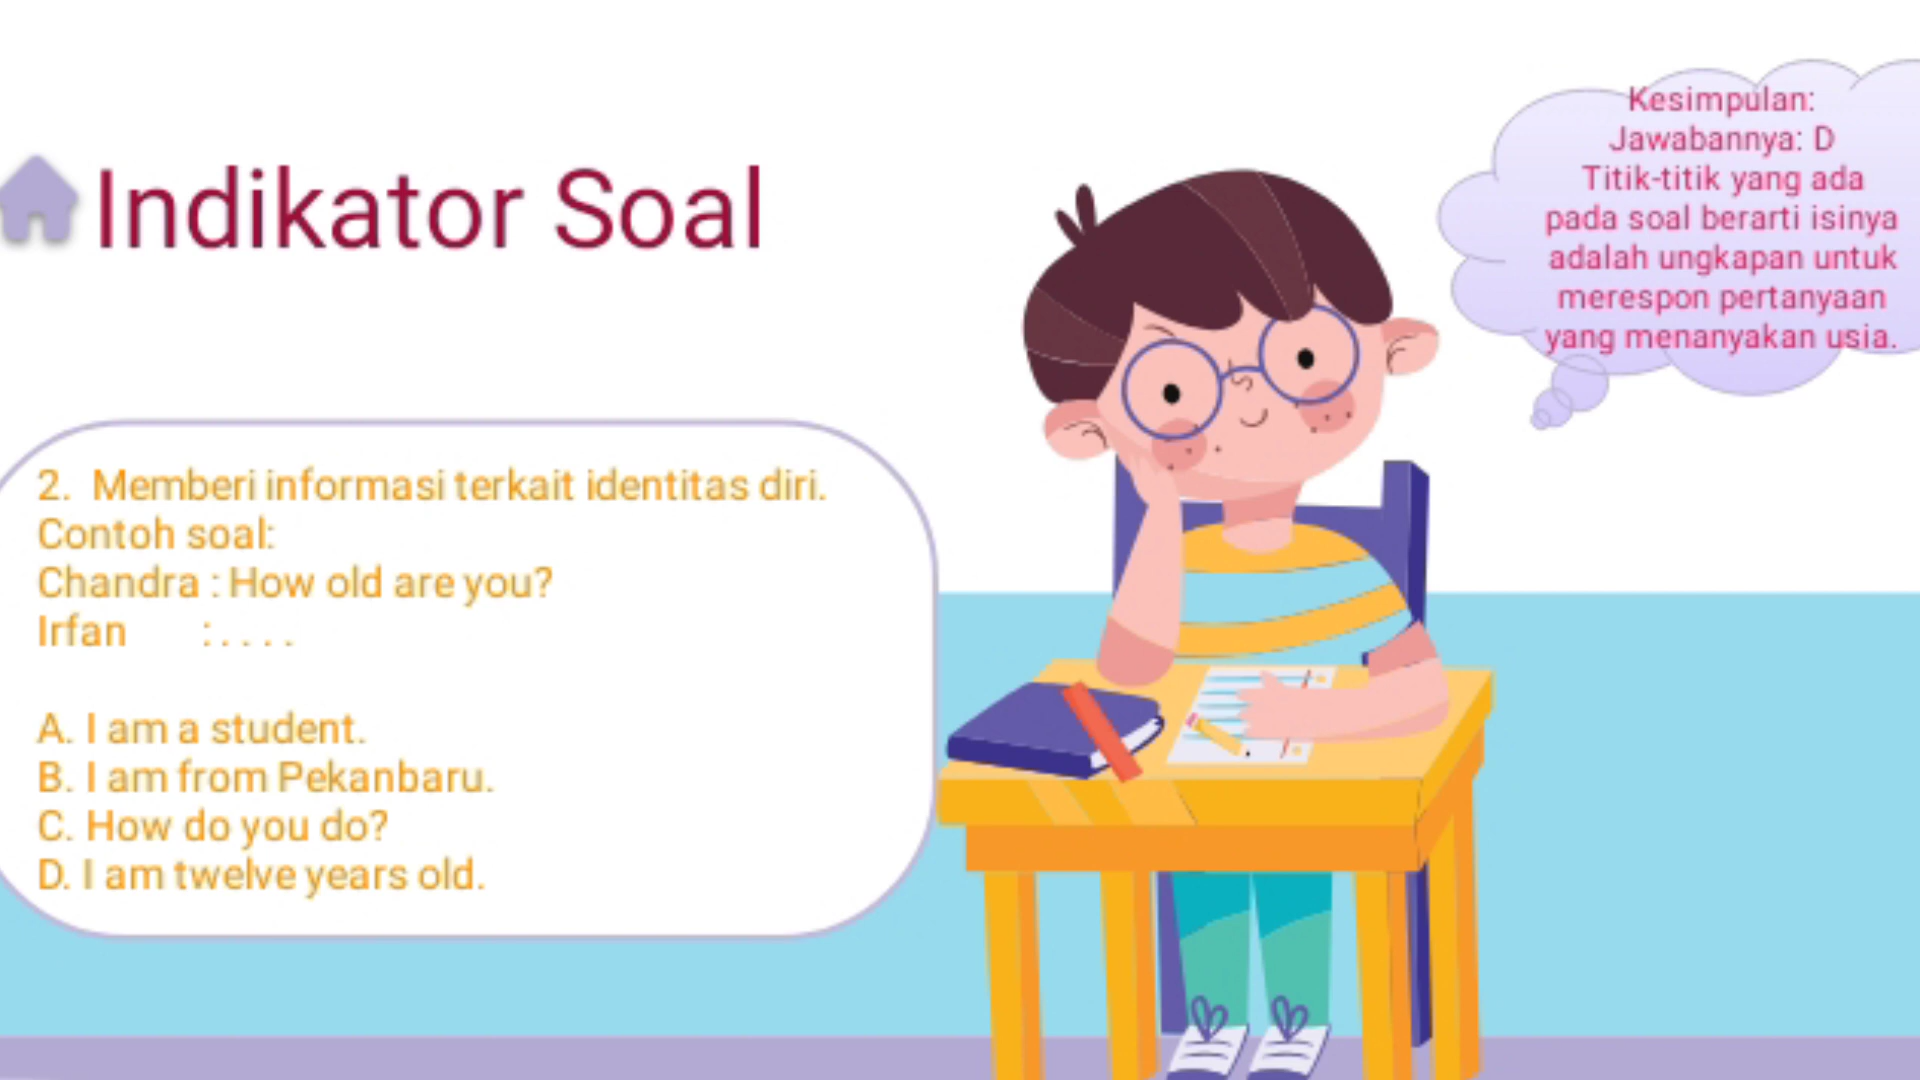 Indikator Soal
2. Memberi informasi terkait identitas diri.
Contoh soal:
Chandra : How old are you?
Irfan : . . . .
A. I am a student.
B. I am from Pekanbaru.
C. How do you do?
D. I am twelve years old.
Kesimpulan:
Jawabannya: D
Titik-titik yang ada
pada soal berarti isinya
adalah ungkapan untuk
merespon pertanyaan
yang menanyakan usia.